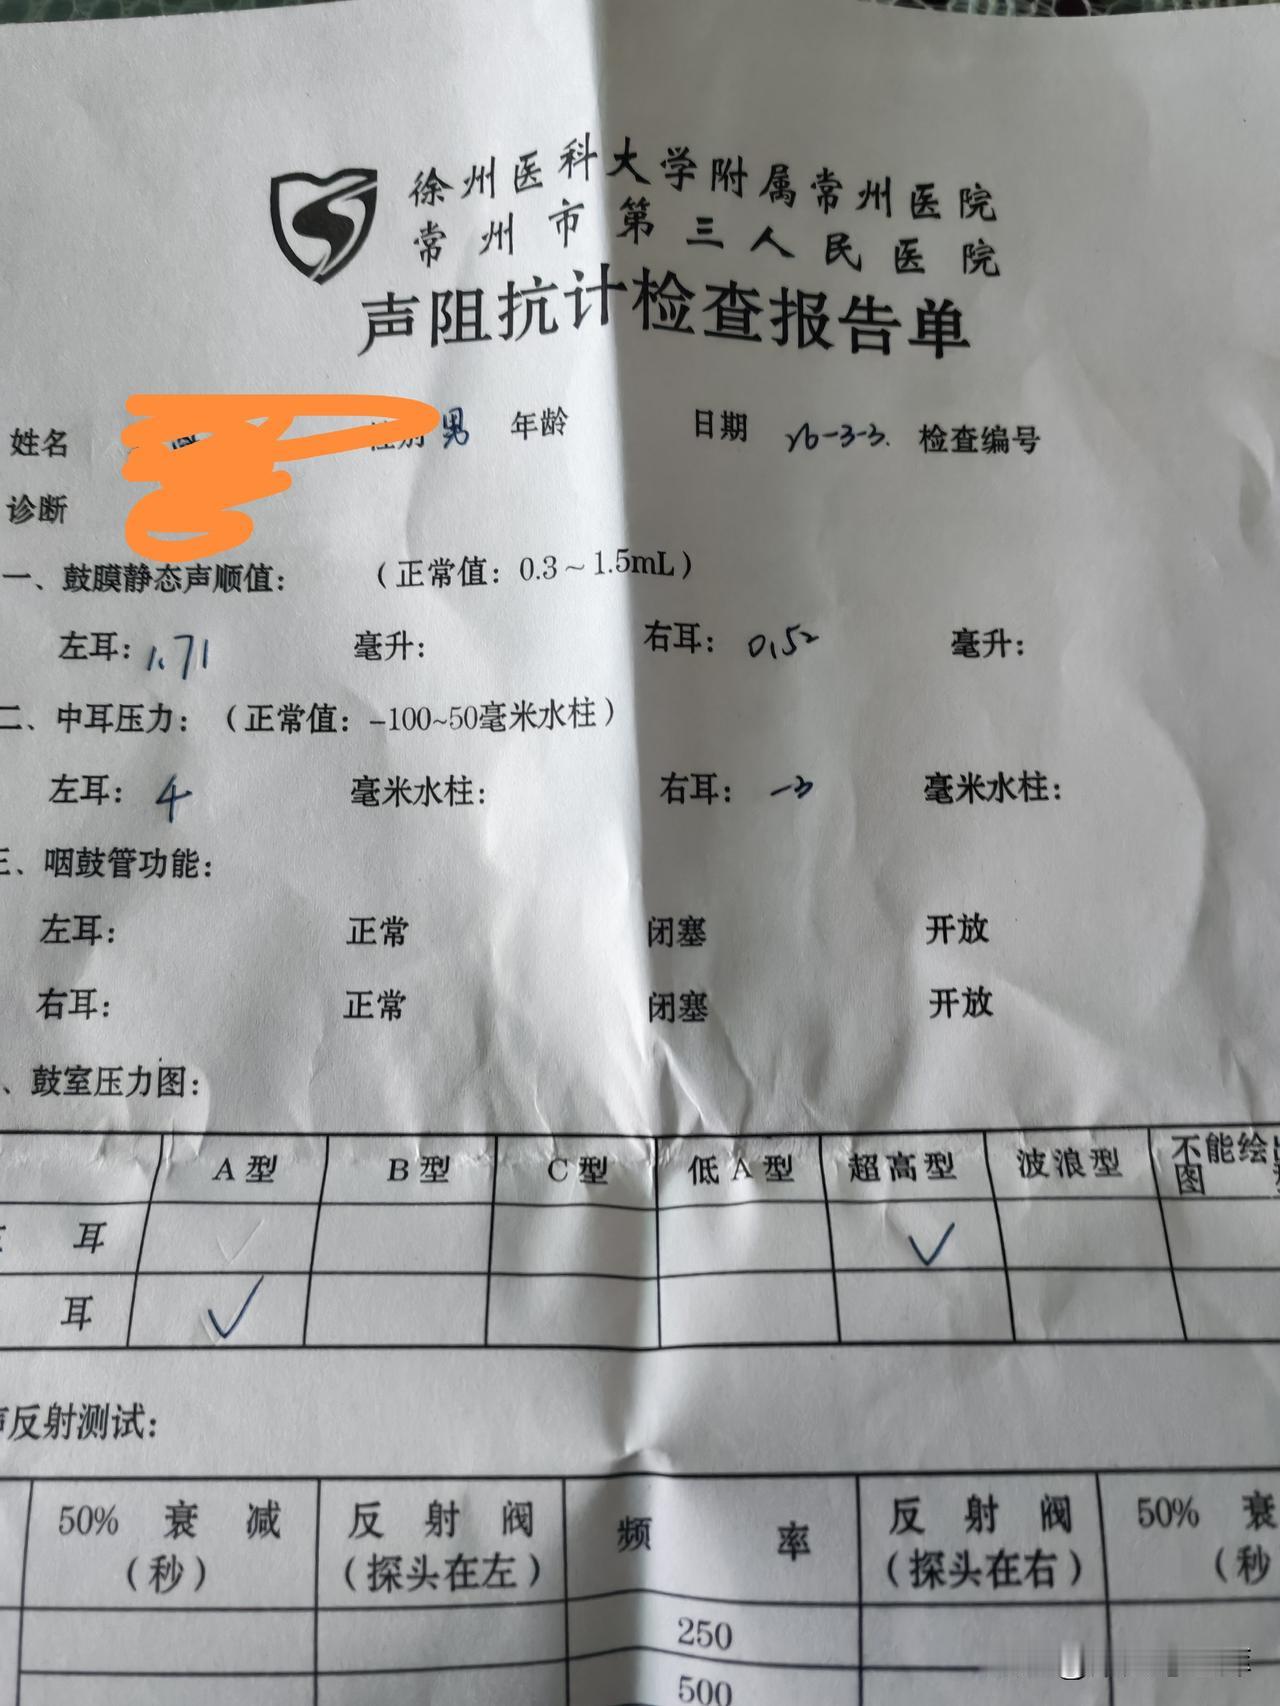 徐州医科大学附属常州医院
常州市第三人民医院
声阻抗计检查报告单
姓名 男 年龄 日期 26-3-3. 检查编号
诊断
一、鼓膜静态声顺值： （正常值：0.3～1.5mL）
左耳：1.71 毫升： 右耳：0.52 毫升：
二、中耳压力：（正常值：-100~50毫米水柱）
左耳：4 毫米水柱： 右耳：-3 毫米水柱：
三、咽鼓管功能：
左耳： 正常 闭塞 开放
右耳： 正常 闭塞 开放
、鼓室压力图：
A型 B型 C型 低A型 超高型 波浪型 不能绘出图
耳 ✓ ✓
耳 ✓
声反射测试：
50% 衰减（秒） 反射阀（探头在左） 频率 反射阀（探头在右） 50% 衰（秒
250
500